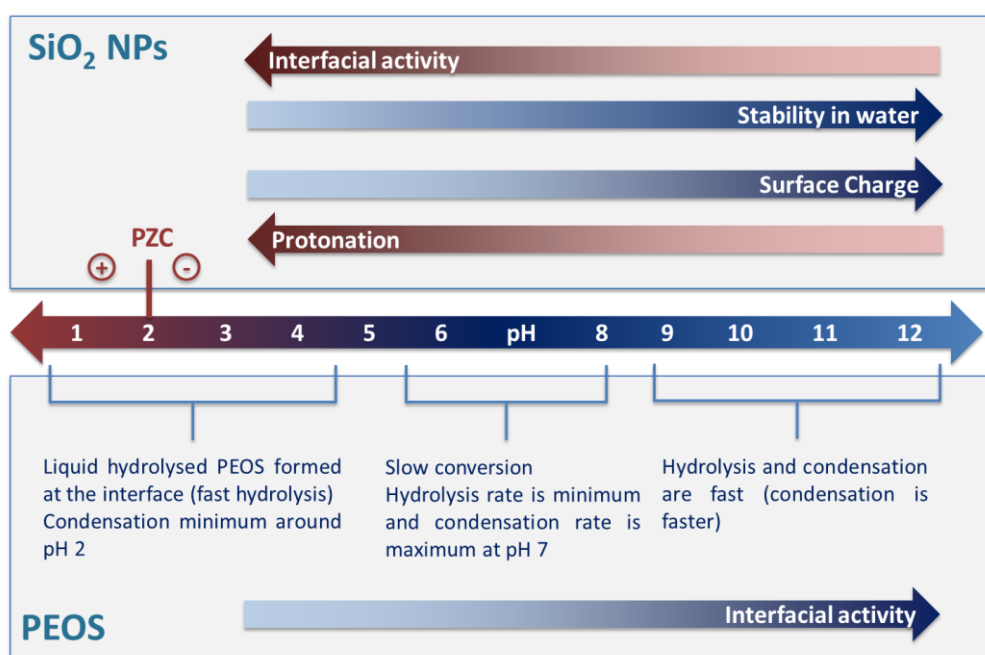 SiO₂ NPs
Interfacial activity
Stability in water
Surface Charge
Protonation
PZC
+ -
1 2 3 4 5 6 pH 8 9 10 11 12
Liquid hydrolysed PEOS formed
at the interface (fast hydrolysis)
Condensation minimum around
pH 2
Slow conversion
Hydrolysis rate is minimum
and condensation rate is
maximum at pH 7
Hydrolysis and condensation
are fast (condensation is
faster)
Interfacial activity
PEOS